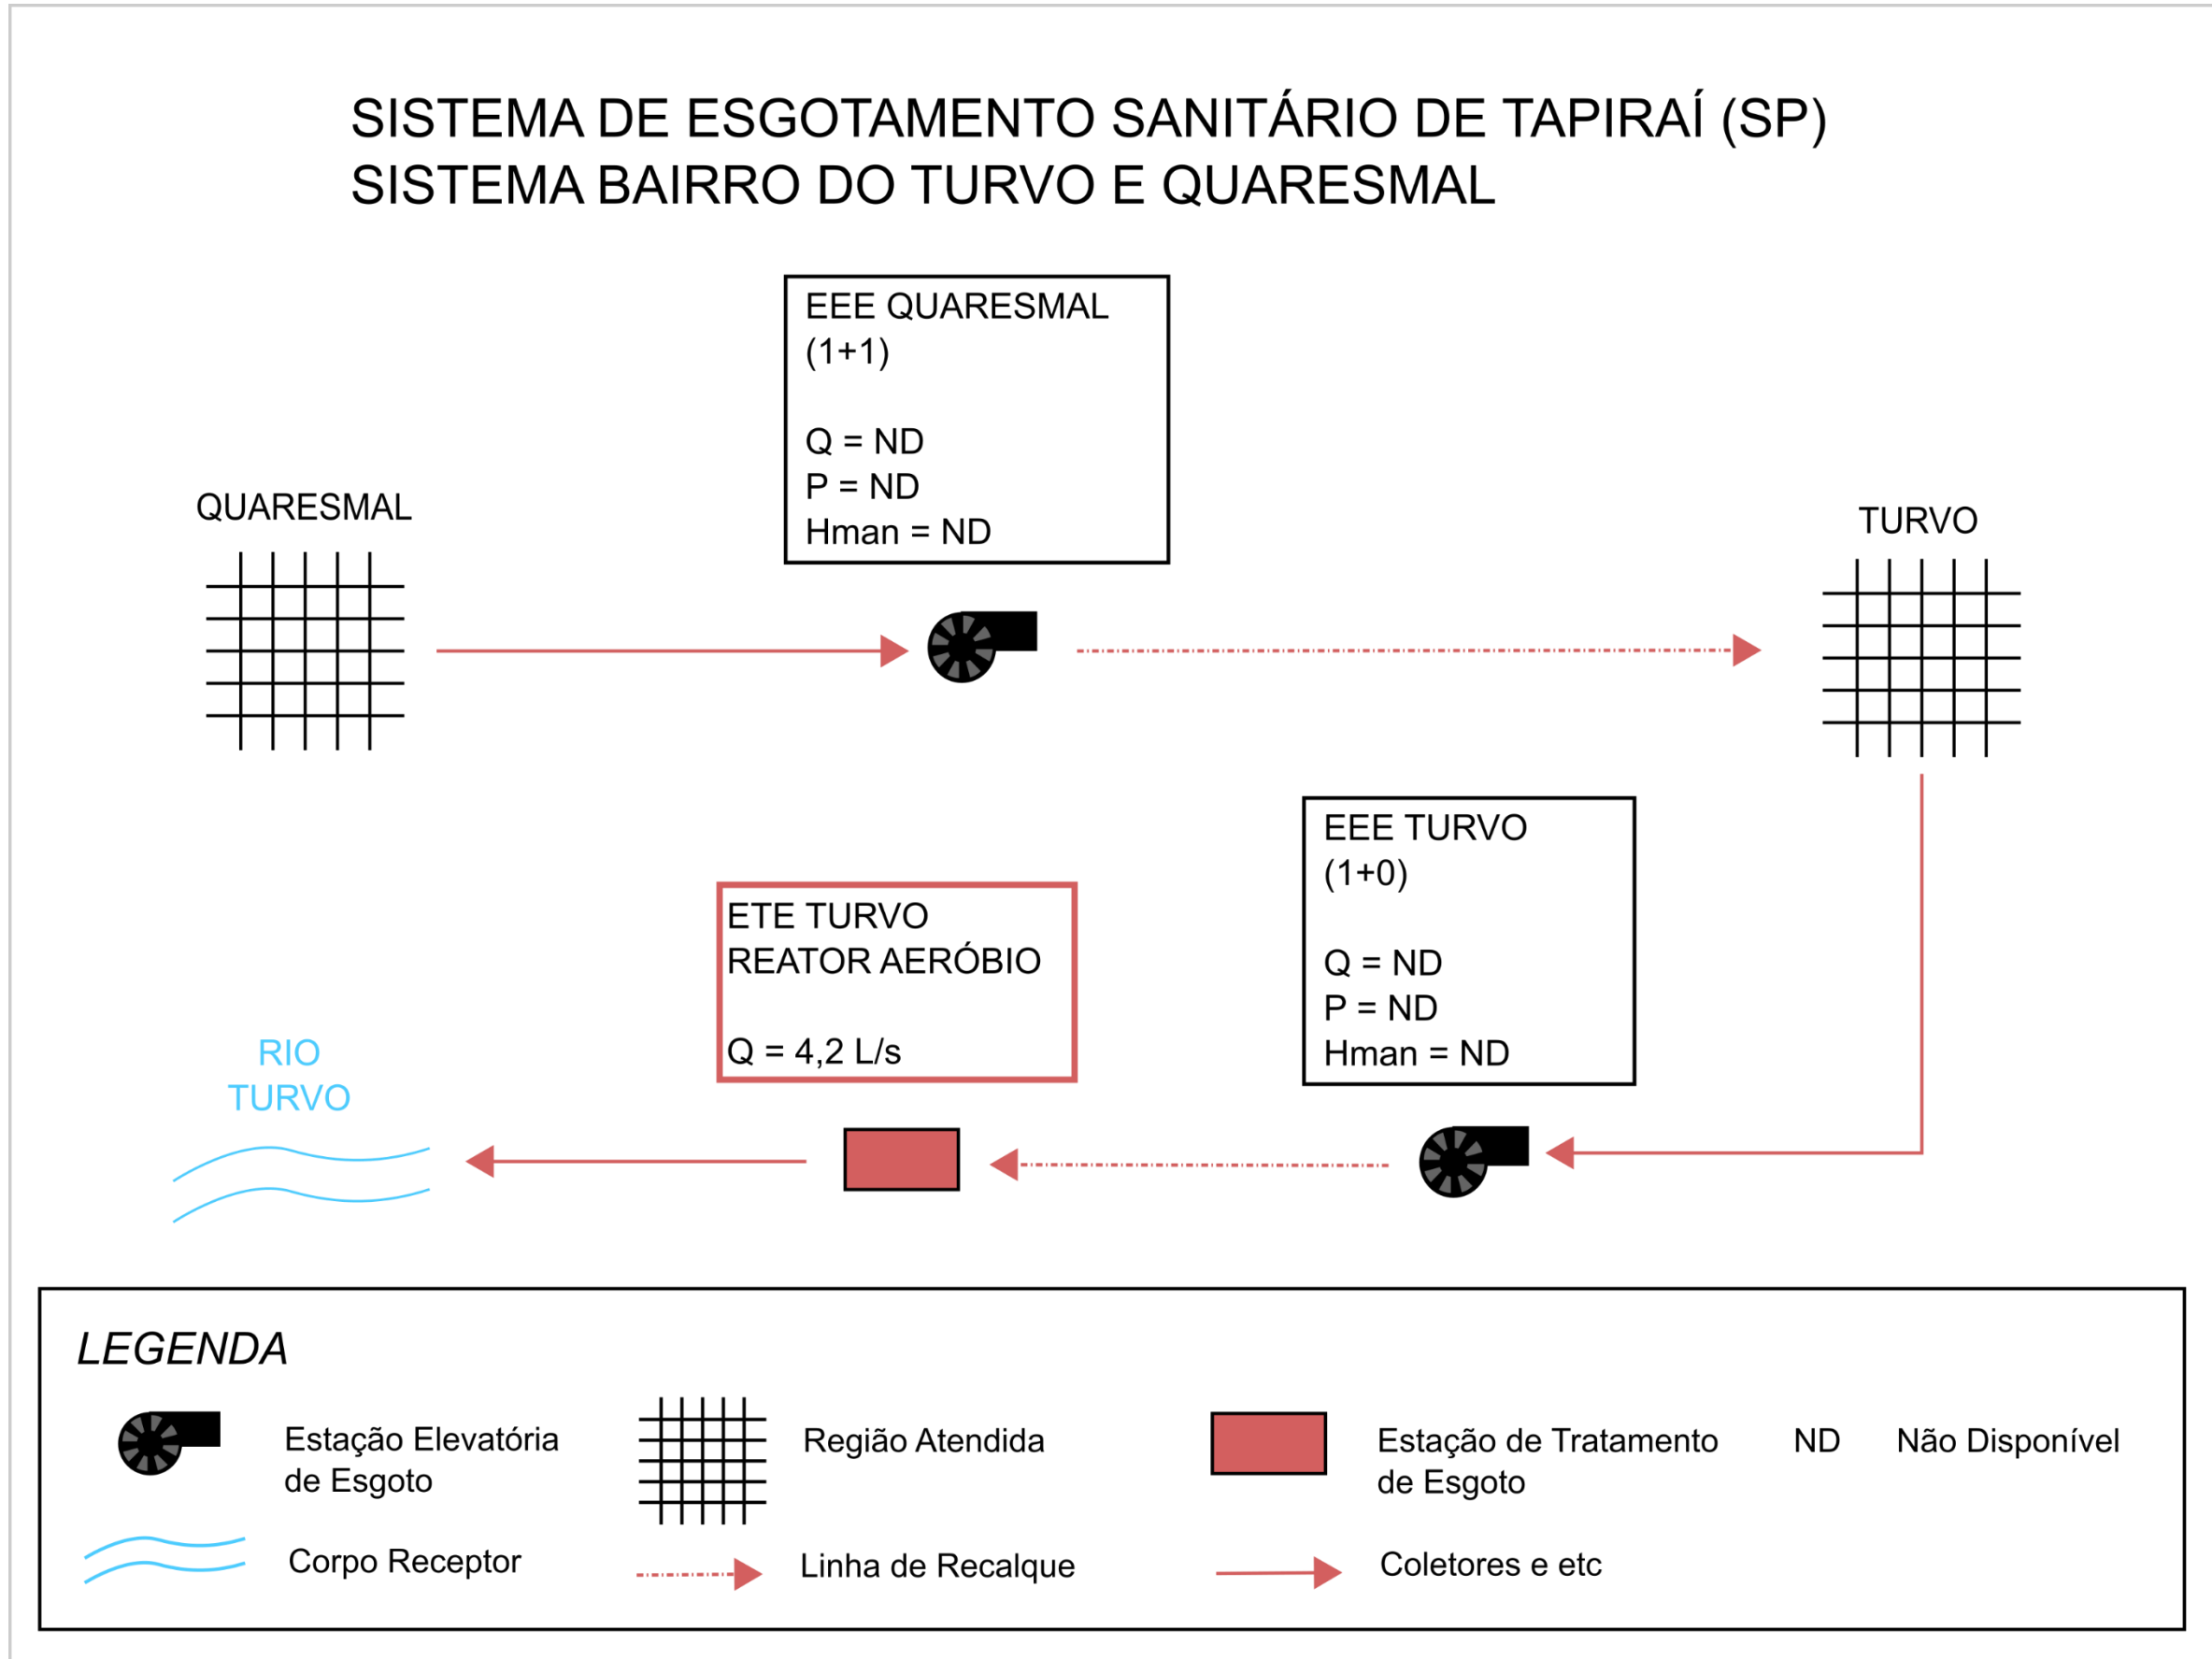 SISTEMA DE ESGOTAMENTO SANITÁRIO DE TAPIRAÍ (SP)
SISTEMA BAIRRO DO TURVO E QUARESMAL
EEE QUARESMAL
(1+1)
Q = ND
P = ND
Hman = ND
QUARESMAL
TURVO
EEE TURVO
(1+0)
Q = ND
P = ND
Hman = ND
ETE TURVO
REATOR AERÓBIO
Q = 4,2 L/s
RIO
TURVO
LEGENDA
Estação Elevatória
de Esgoto
Região Atendida
Estação de Tratamento
de Esgoto
ND Não Disponível
Corpo Receptor
Linha de Recalque
Coletores e etc